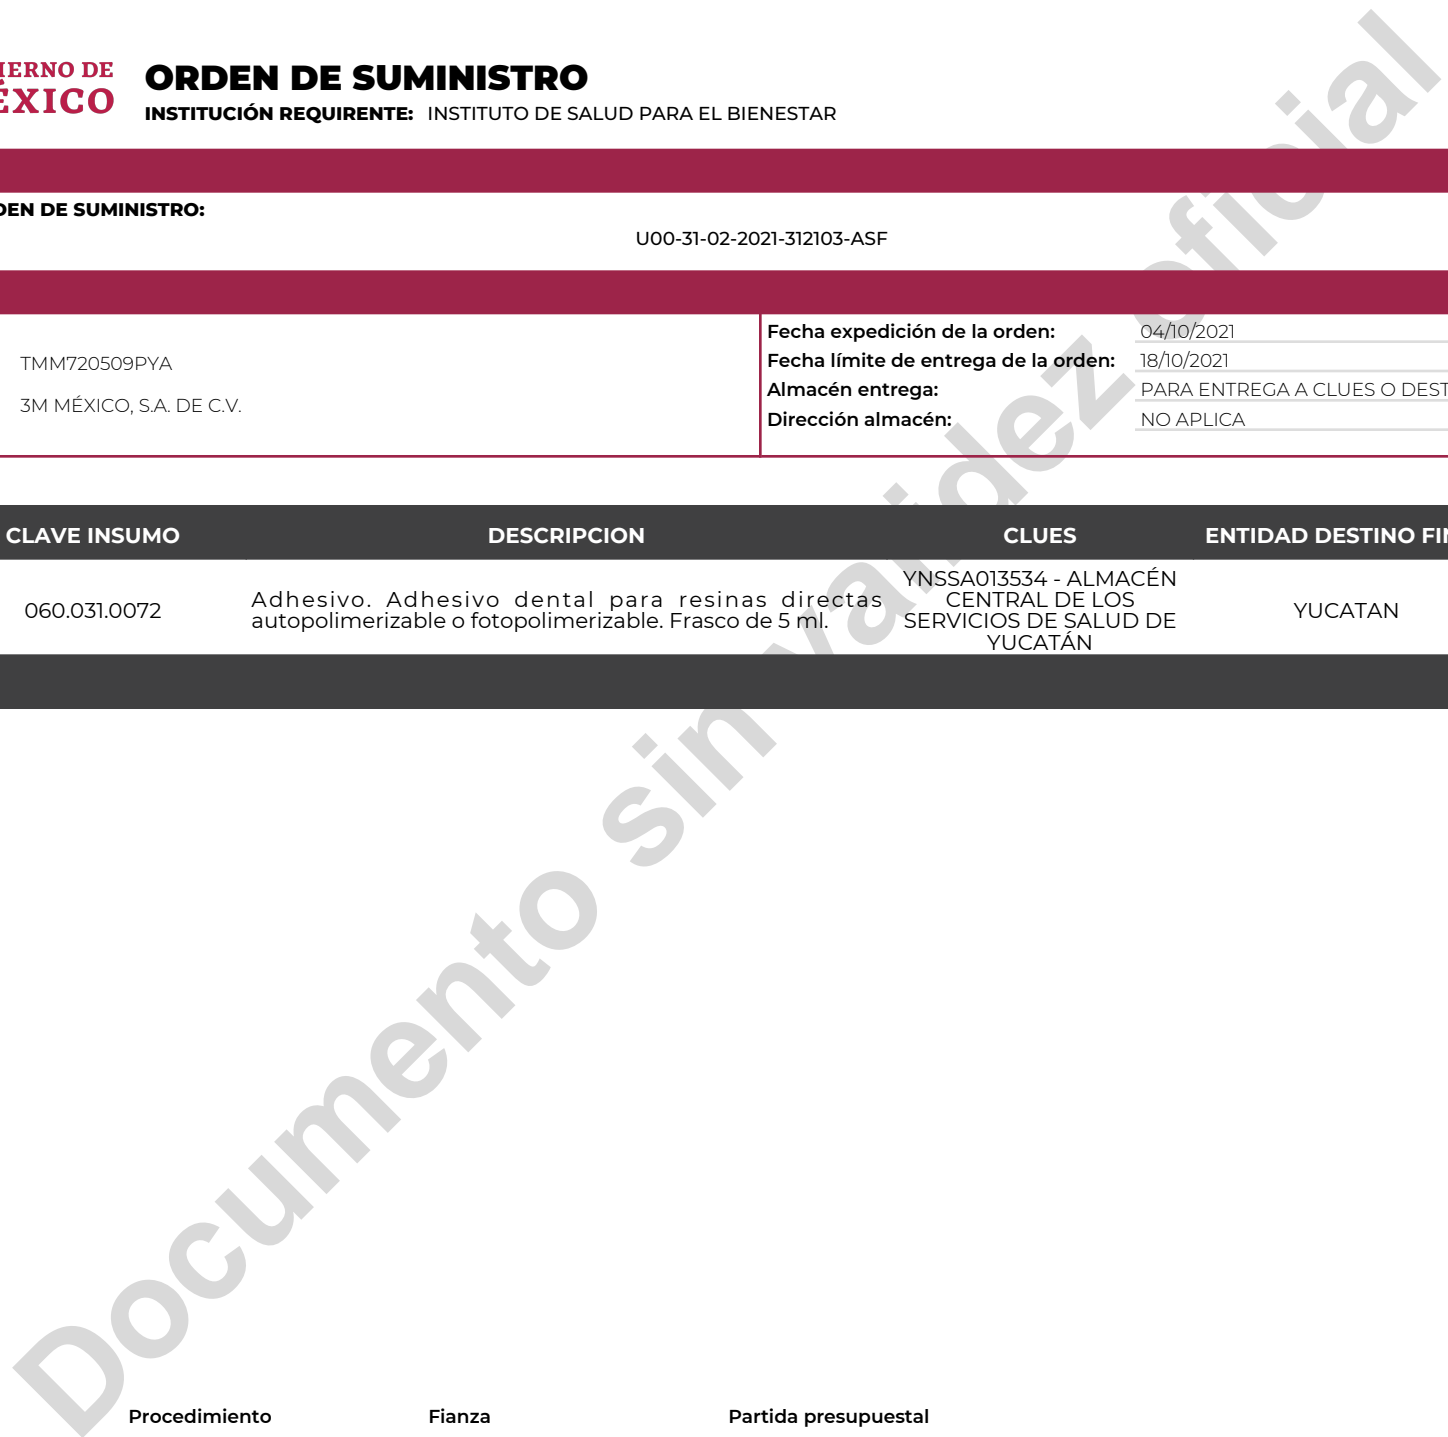 IERNO DE
ÉXICO
ORDEN DE SUMINISTRO
INSTITUCIÓN REQUIRENTE: INSTITUTO DE SALUD PARA EL BIENESTAR
DEN DE SUMINISTRO:
U00-31-02-2021-312103-ASF
TMM720509PYA
3M MÉXICO, S.A. DE C.V.
Fecha expedición de la orden: 04/10/2021
Fecha límite de entrega de la orden: 18/10/2021
Almacén entrega: PARA ENTREGA A CLUES O DEST
Dirección almacén: NO APLICA
CLAVE INSUMO DESCRIPCION CLUES ENTIDAD DESTINO FIN
060.031.0072
Adhesivo. Adhesivo dental para resinas directas
autopolimerizable o fotopolimerizable. Frasco de 5 ml.
YNSSA013534 - ALMACÉN
CENTRAL DE LOS
SERVICIOS DE SALUD DE
YUCATÁN
YUCATAN
Documento sin validez oficial
Procedimiento Fianza Partida presupuestal